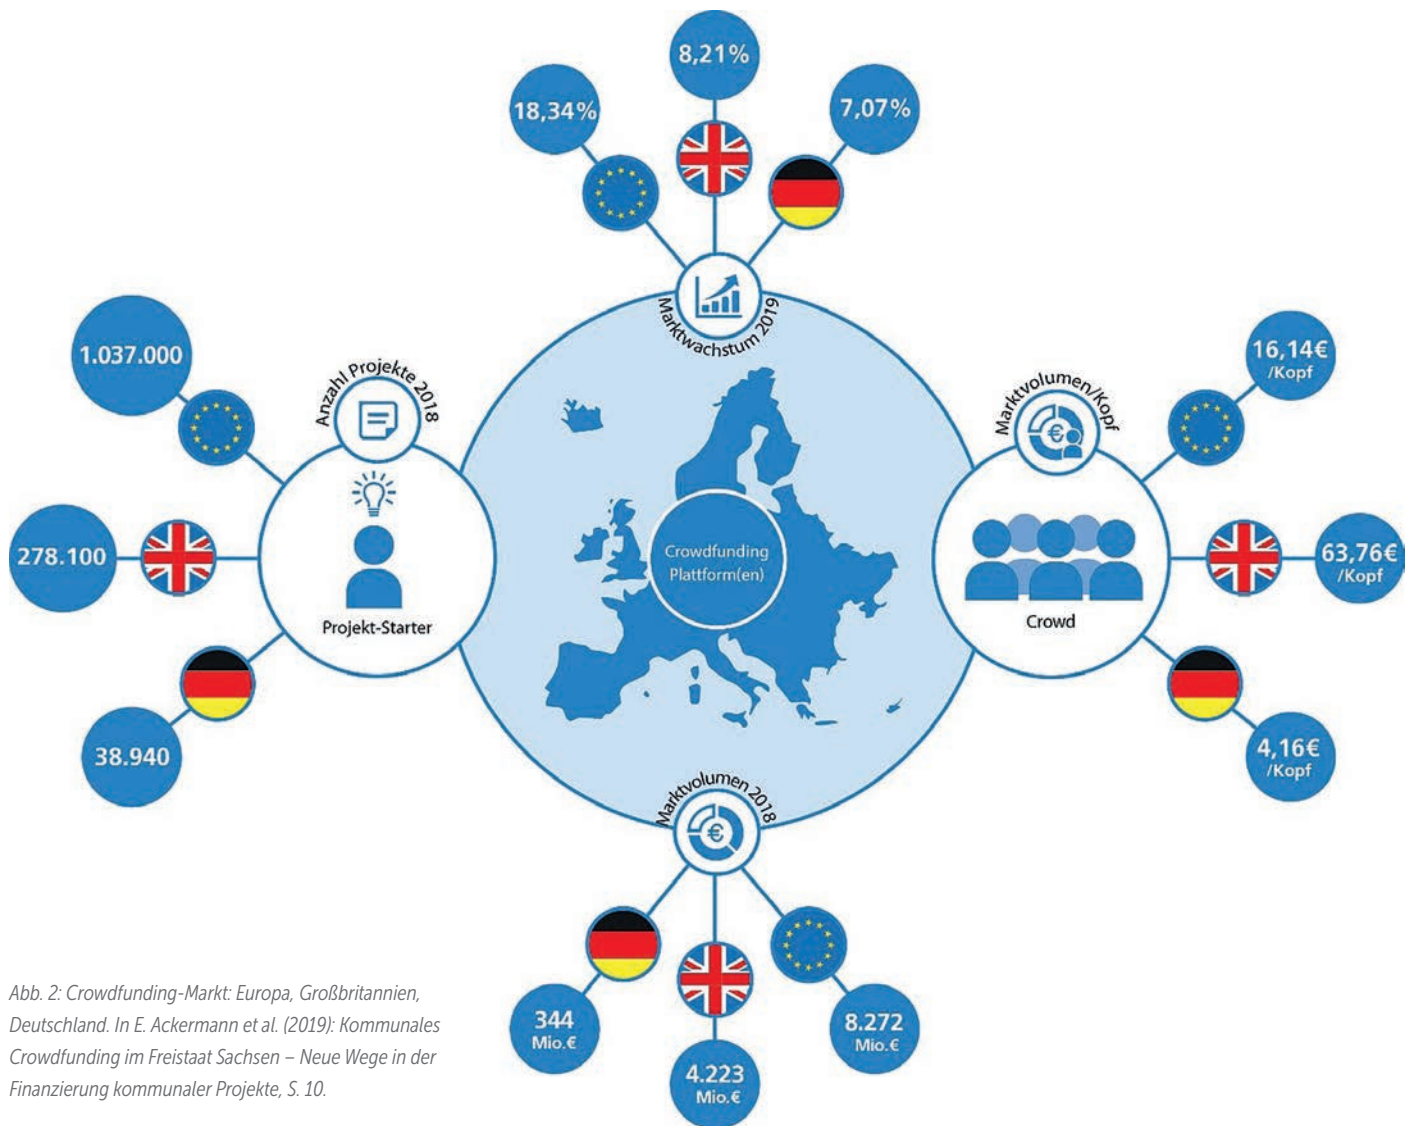 8,21%
18,34%
7,07%
Marktwachstum 2019
1.037.000
Anzahl Projekte 2018
278.100
Projekt-Starter
38.940
Crowdfunding
Plattform(en)
16,14€
/Kopf
Marktvolumen/Kopf
63,76€
/Kopf
Crowd
4,16€
/Kopf
Marktvolumen 2018
344
Mio.€
4.223
Mio.€
8.272
Mio.€
Abb. 2: Crowdfunding-Markt: Europa, Großbritannien,
Deutschland. In E. Ackermann et al. (2019): Kommunales
Crowdfunding im Freistaat Sachsen – Neue Wege in der
Finanzierung kommunaler Projekte, S. 10.